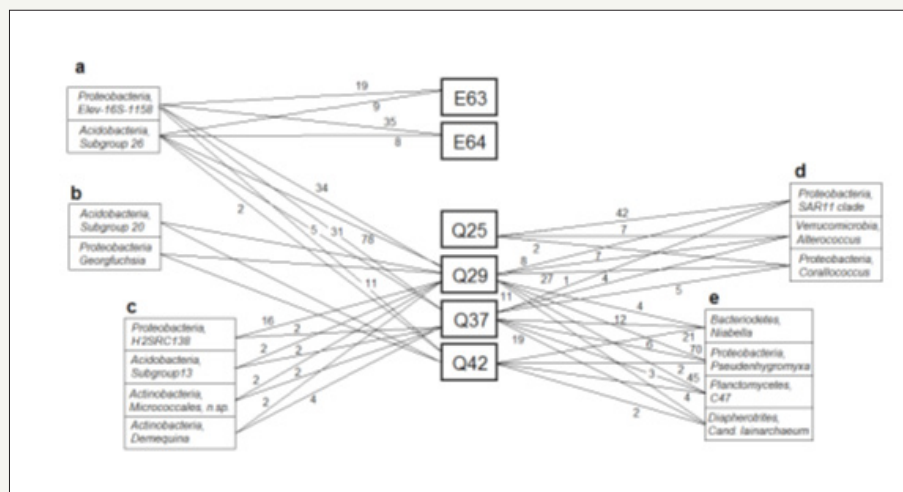 a
Proteobacteria,
Elev-16S-1158
Acidobacteria,
Subgroup 26
b
Acidobacteria,
Subgroup 20
Proteobacteria
Georgfuchsia
c
Proteobacteria,
H2SRC138
Acidobacteria,
Subgroup13
Actinobacteria,
Micrococcales, n.sp.
Actinobacteria,
Demequina
19
9
35
8
34
2
5
31
78
11
16
2
2
2
2
2
4
E63
E64
Q25
Q29
Q37
Q42
42
7
2
7
8
27
1
4
11
5
4
12
21
19
6
70
2
45
3
4
2
d
Proteobacteria,
SAR11 clade
Verrucomicrobia,
Alterococcus
Proteobacteria,
Corallococcus
e
Bacteriodetes,
Niabella
Proteobacteria,
Pseudenhygromyxa
Planctomycetes,
C47
Diapherotrites,
Cand. Iainarchaeum